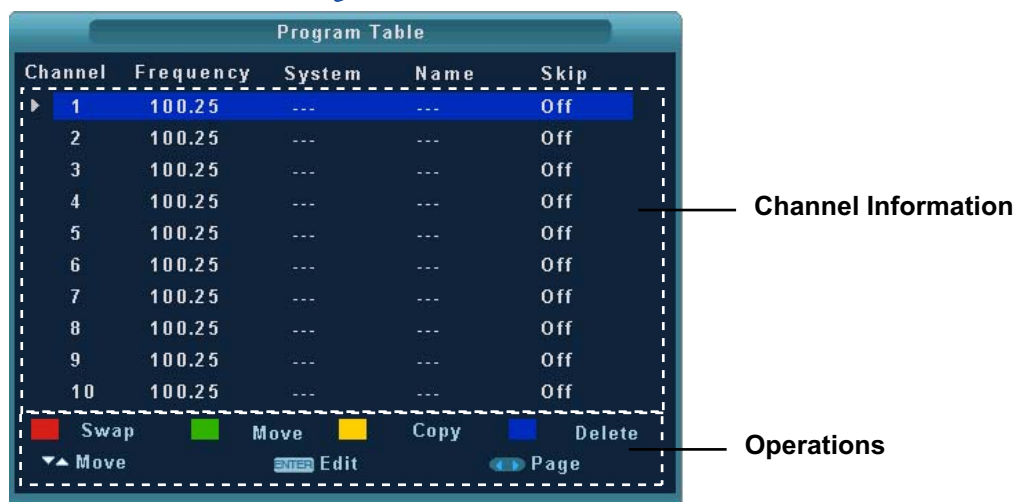 Program Table
Channel Frequency System Name Skip
1 100.25 --- --- Off
2 100.25 --- --- Off
3 100.25 --- --- Off
4 100.25 --- --- Off
5 100.25 --- --- Off
6 100.25 --- --- Off
7 100.25 --- --- Off
8 100.25 --- --- Off
9 100.25 --- --- Off
10 100.25 --- --- Off
Channel Information
Swap Move Copy Delete
Move ENTER Edit Page
Operations